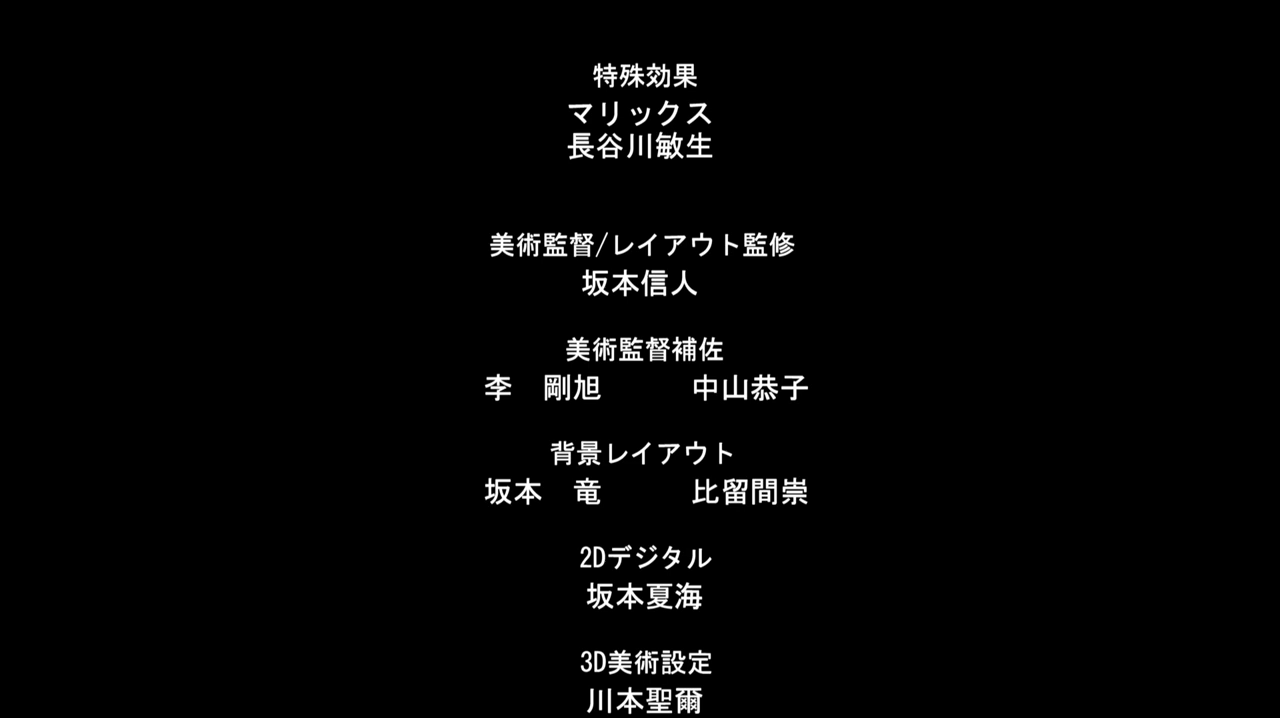 特殊効果
マリックス
長谷川敏生
美術監督/レイアウト監修
坂本信人
美術監督補佐
李　剛旭　　　中山恭子
背景レイアウト
坂本　竜　　　比留間崇
2Dデジタル
坂本夏海
3D美術設定
川本聖爾